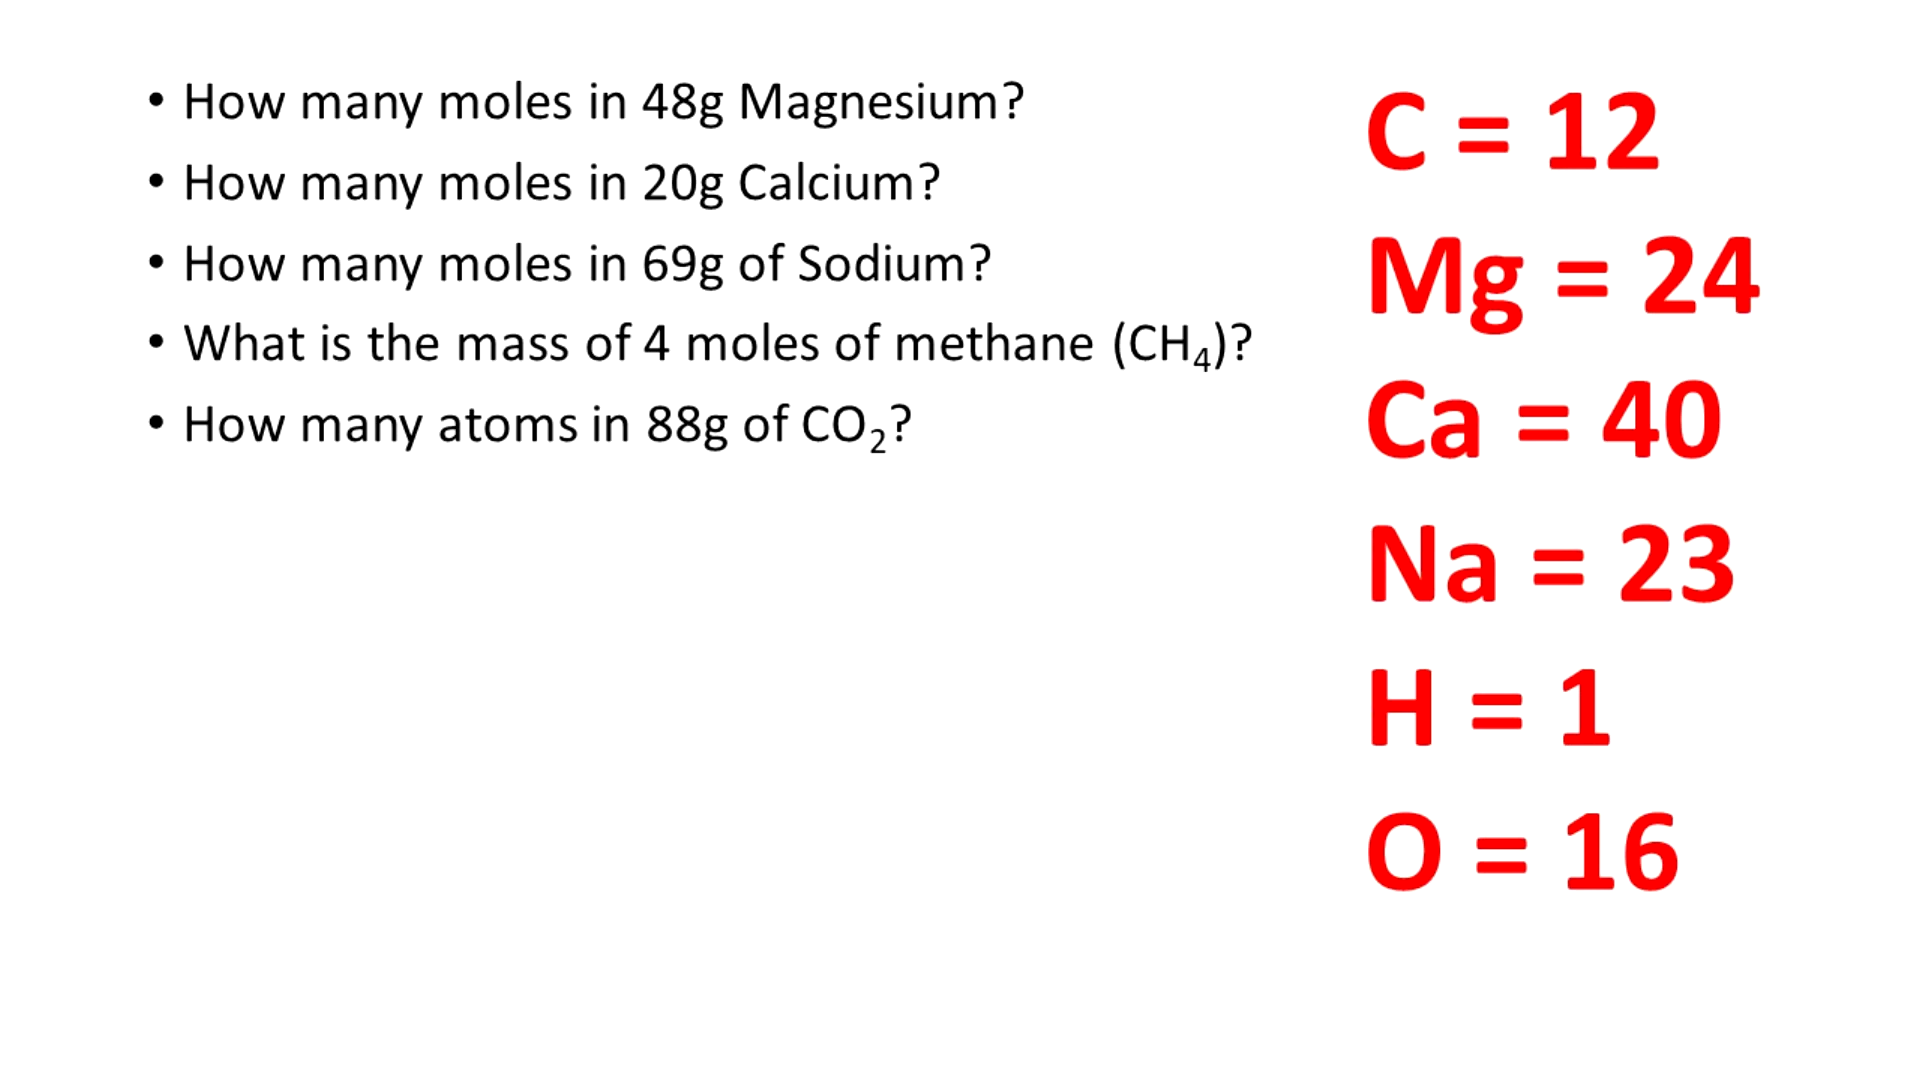 • How many moles in 48g Magnesium?
• How many moles in 20g Calcium?
• How many moles in 69g of Sodium?
• What is the mass of 4 moles of methane (CH₄)?
• How many atoms in 88g of CO₂?
C = 12
Mg = 24
Ca = 40
Na = 23
H = 1
O = 16